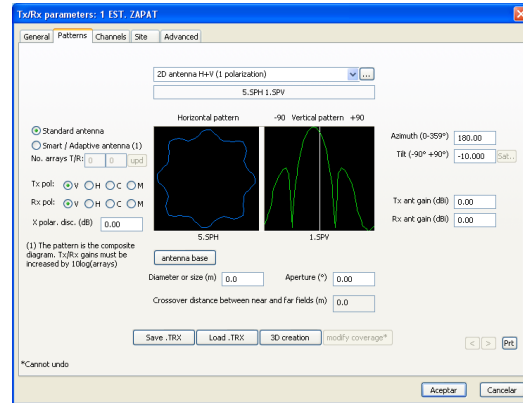 Tx/Rx parameters: 1 EST. ZAPAT
General Patterns Channels Site Advanced
2D antenna H+V (1 polarization) ...
5.SPH 1.SPV
Horizontal pattern -90 Vertical pattern +90
Standard antenna
Smart / Adaptive antenna (1)
No. arrays T/R: 0 0 upd
Tx pol: V H C M
Rx pol: V H C M
X polar. disc. (dB) 0.00
(1) The pattern is the composite
diagram. Tx/Rx gains must be
increased by 10log(arrays)
5.SPH 1.SPV
Azimuth (0-359°) 180.00
Tilt (-90° +90°) -10.000 Sat..
Tx ant gain (dBi) 0.00
Rx ant gain (dBi) 0.00
antenna base
Diameter or size (m) 0.0 Aperture (°) 0.00
Crossover distance between near and far fields (m) 0.0
Save .TRX Load .TRX 3D creation modify coverage*
< > Prt
*Cannot undo
Aceptar Cancelar